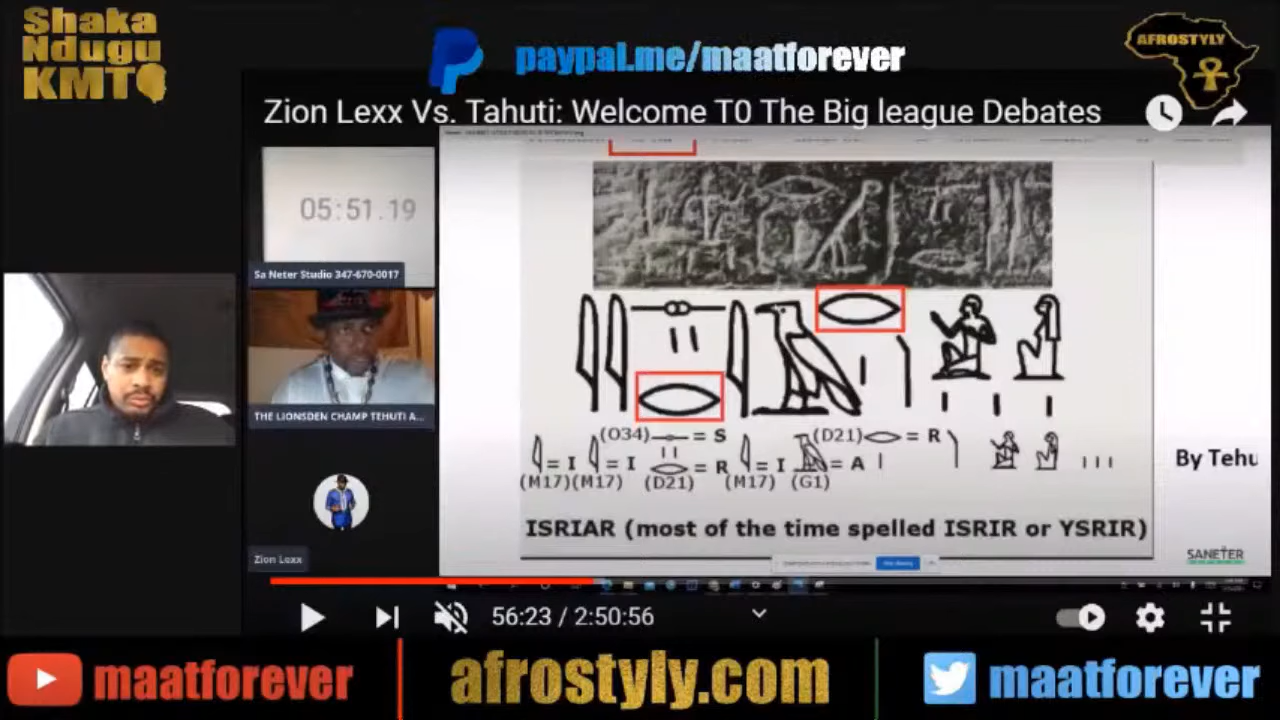 Shaka
Ndugu
KMT
paypal.me/maatforever
AFROSTYLY
Zion Lexx Vs. Tahuti: Welcome T0 The Big league Debates
05:51.19
Sa Neter Studio 347-670-0017
THE LIONSDEN CHAMP TEHUTI A...
Zion Lexx
(O34) = S
(D21) = R
= I = I = R = I = A
(M17)(M17) (D21) (M17) (G1)
By Tehu
ISRIAR (most of the time spelled ISRIR or YSRIR)
SANETER
56:23 / 2:50:56
maatforever
afrostyly.com
maatforever